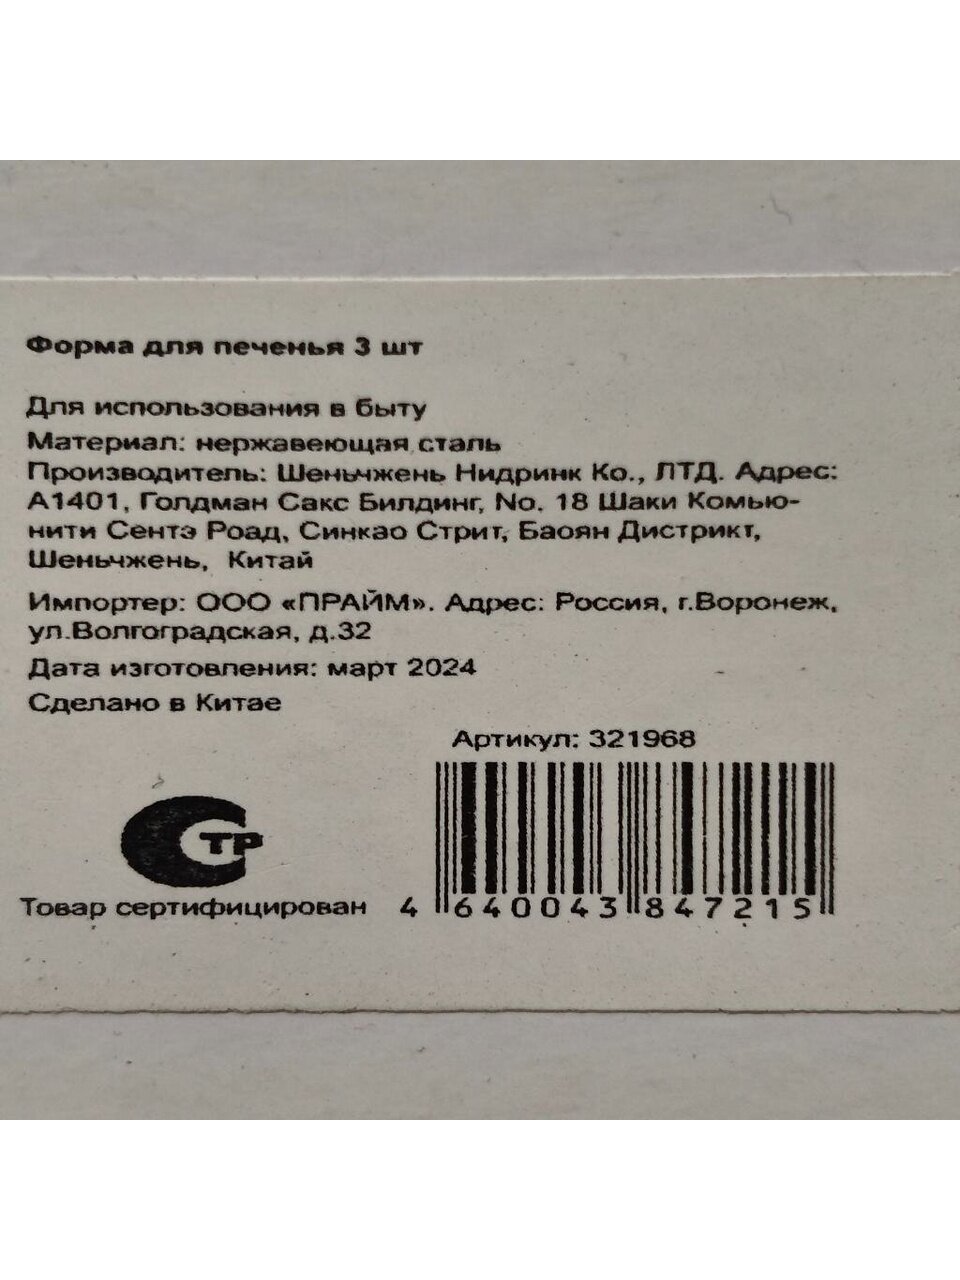 Форма для печенья 3 шт
Для использования в быту
Материал: нержавеющая сталь
Производитель: Шеньчжень Нидринк Ко., ЛТД. Адрес:
А1401, Голдман Сакс Билдинг, No. 18 Шаки Комью-
нити Сентэ Роад, Синкао Стрит, Баоян Дистрикт,
Шеньчжень, Китай
Импортер: ООО «ПРАЙМ». Адрес: Россия, г.Воронеж,
ул.Волгоградская, д.32
Дата изготовления: март 2024
Сделано в Китае
Артикул: 321968
СТР
Товар сертифицирован
4 640043 847215